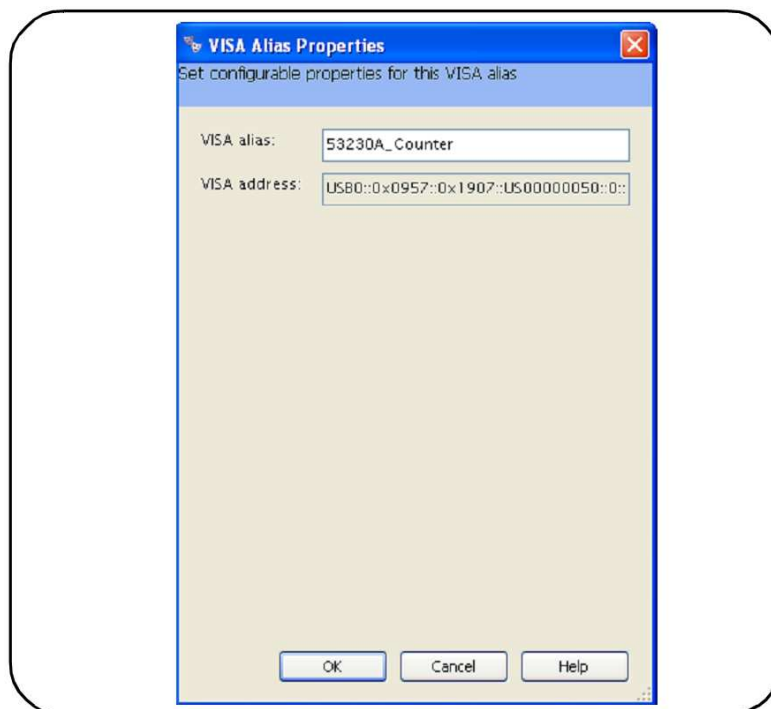 VISA Alias Properties
Set configurable properties for this VISA alias
VISA alias: 53230A_Counter
VISA address: USB0::0x0957::0x1907::US00000050::0::
OK Cancel Help